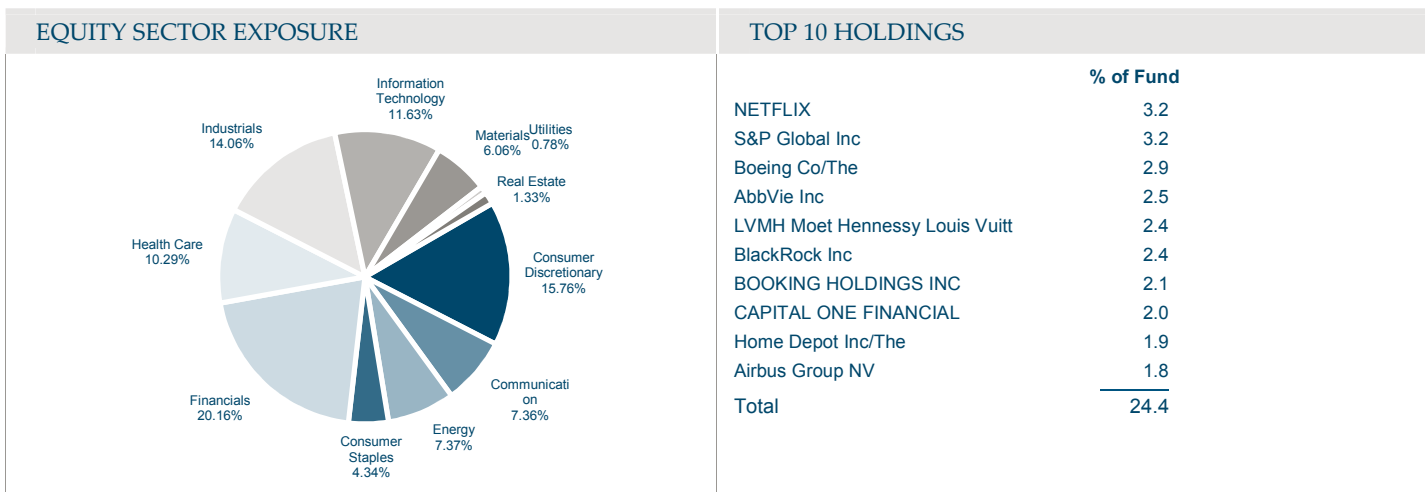 EQUITY SECTOR EXPOSURE
Information
Technology
11.63%
Materials
6.06%
Utilities
0.78%
Real Estate
1.33%
Consumer
Discretionary
15.76%
Communicati
on
7.36%
Energy
7.37%
Consumer
Staples
4.34%
Financials
20.16%
Health Care
10.29%
Industrials
14.06%
TOP 10 HOLDINGS
% of Fund
NETFLIX 3.2
S&P Global Inc 3.2
Boeing Co/The 2.9
AbbVie Inc 2.5
LVMH Moet Hennessy Louis Vuitt 2.4
BlackRock Inc 2.4
BOOKING HOLDINGS INC 2.1
CAPITAL ONE FINANCIAL 2.0
Home Depot Inc/The 1.9
Airbus Group NV 1.8
Total 24.4